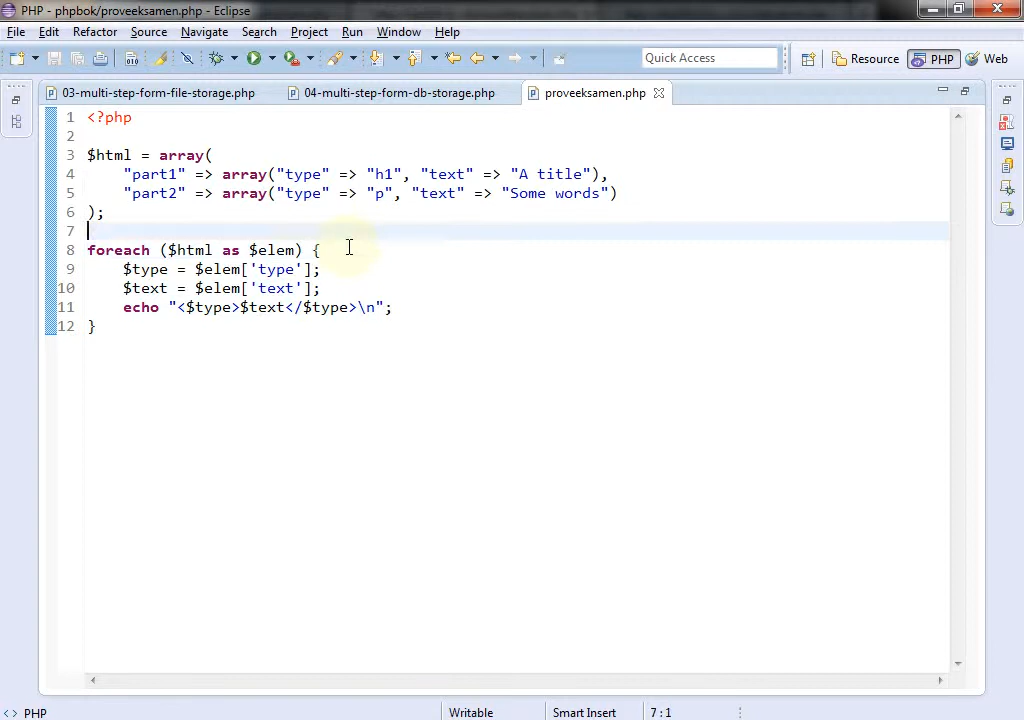 PHP - phpbok/proveeksamen.php - Eclipse
File Edit Refactor Source Navigate Search Project Run Window Help
Quick Access Resource PHP Web
03-multi-step-form-file-storage.php 04-multi-step-form-db-storage.php proveeksamen.php
1 <?php
2
3 $html = array(
4 "part1" => array("type" => "h1", "text" => "A title"),
5 "part2" => array("type" => "p", "text" => "Some words")
6 );
7
8 foreach ($html as $elem) {
9 $type = $elem['type'];
10 $text = $elem['text'];
11 echo "<$type>$text</$type>\n";
12 }
PHP Writable Smart Insert 7 : 1